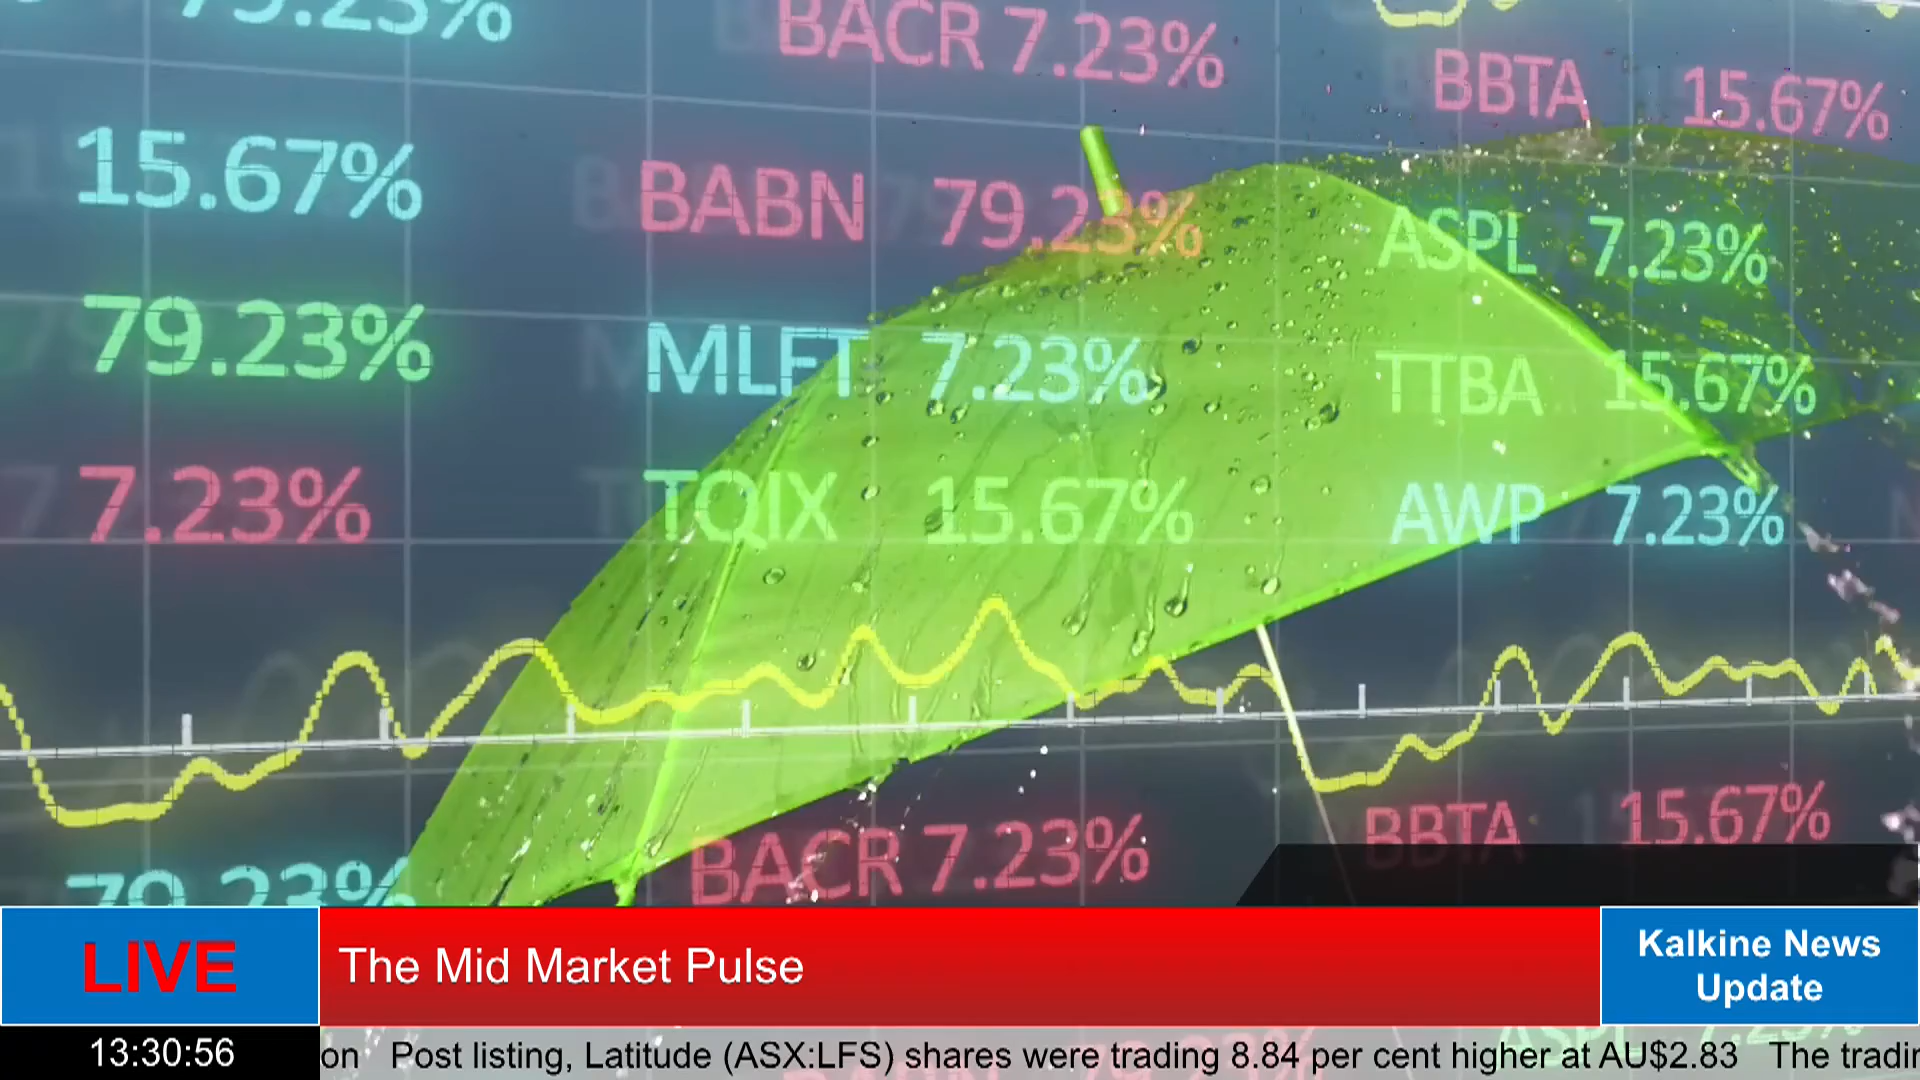 BACR 7.23%
BBTA 15.67%
15.67%
BABN 79.23%
ASPL 7.23%
79.23%
MLFT 7.23%
TTBA 15.67%
7.23%
TQIX 15.67%
AWP 7.23%
BBTA 15.67%
BACR 7.23%
79.23%
LIVE
The Mid Market Pulse
Kalkine News
Update
13:30:56
on Post listing, Latitude (ASX:LFS) shares were trading 8.84 per cent higher at AU$2.83 The tradin